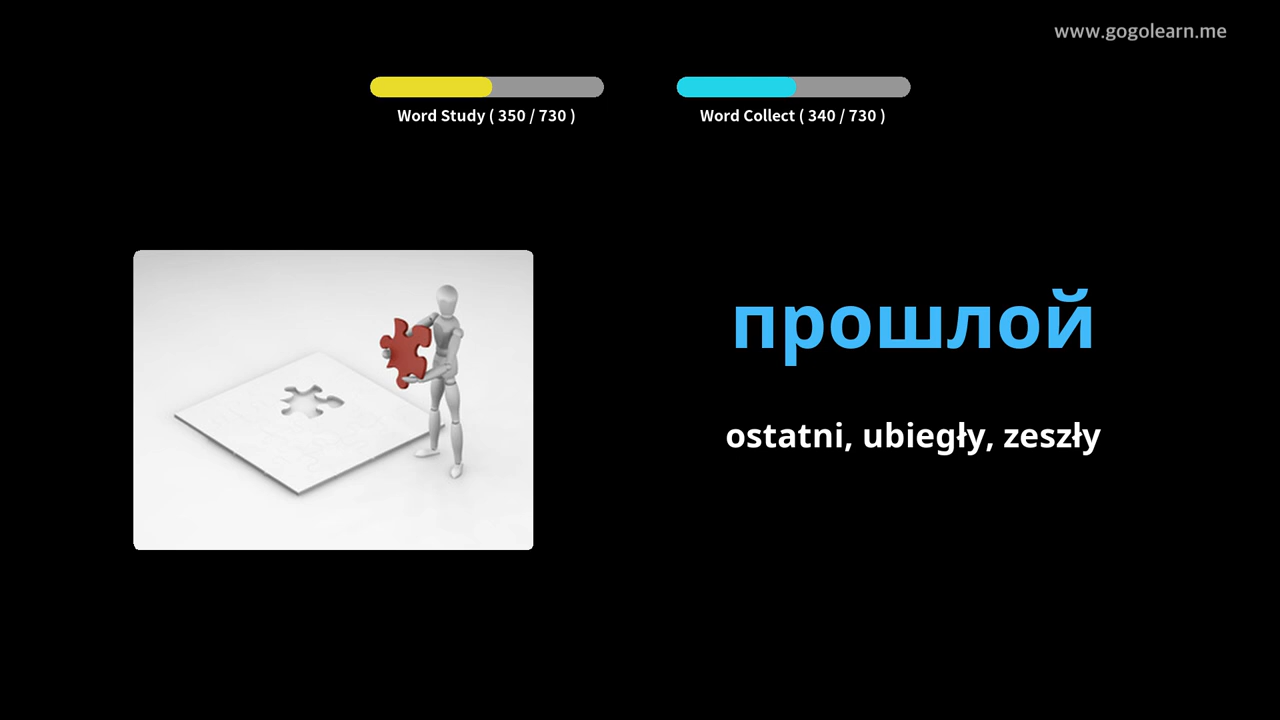 www.gogolearn.me
Word Study ( 350 / 730 )
Word Collect ( 340 / 730 )
прошлой
ostatni, ubiegły, zeszły